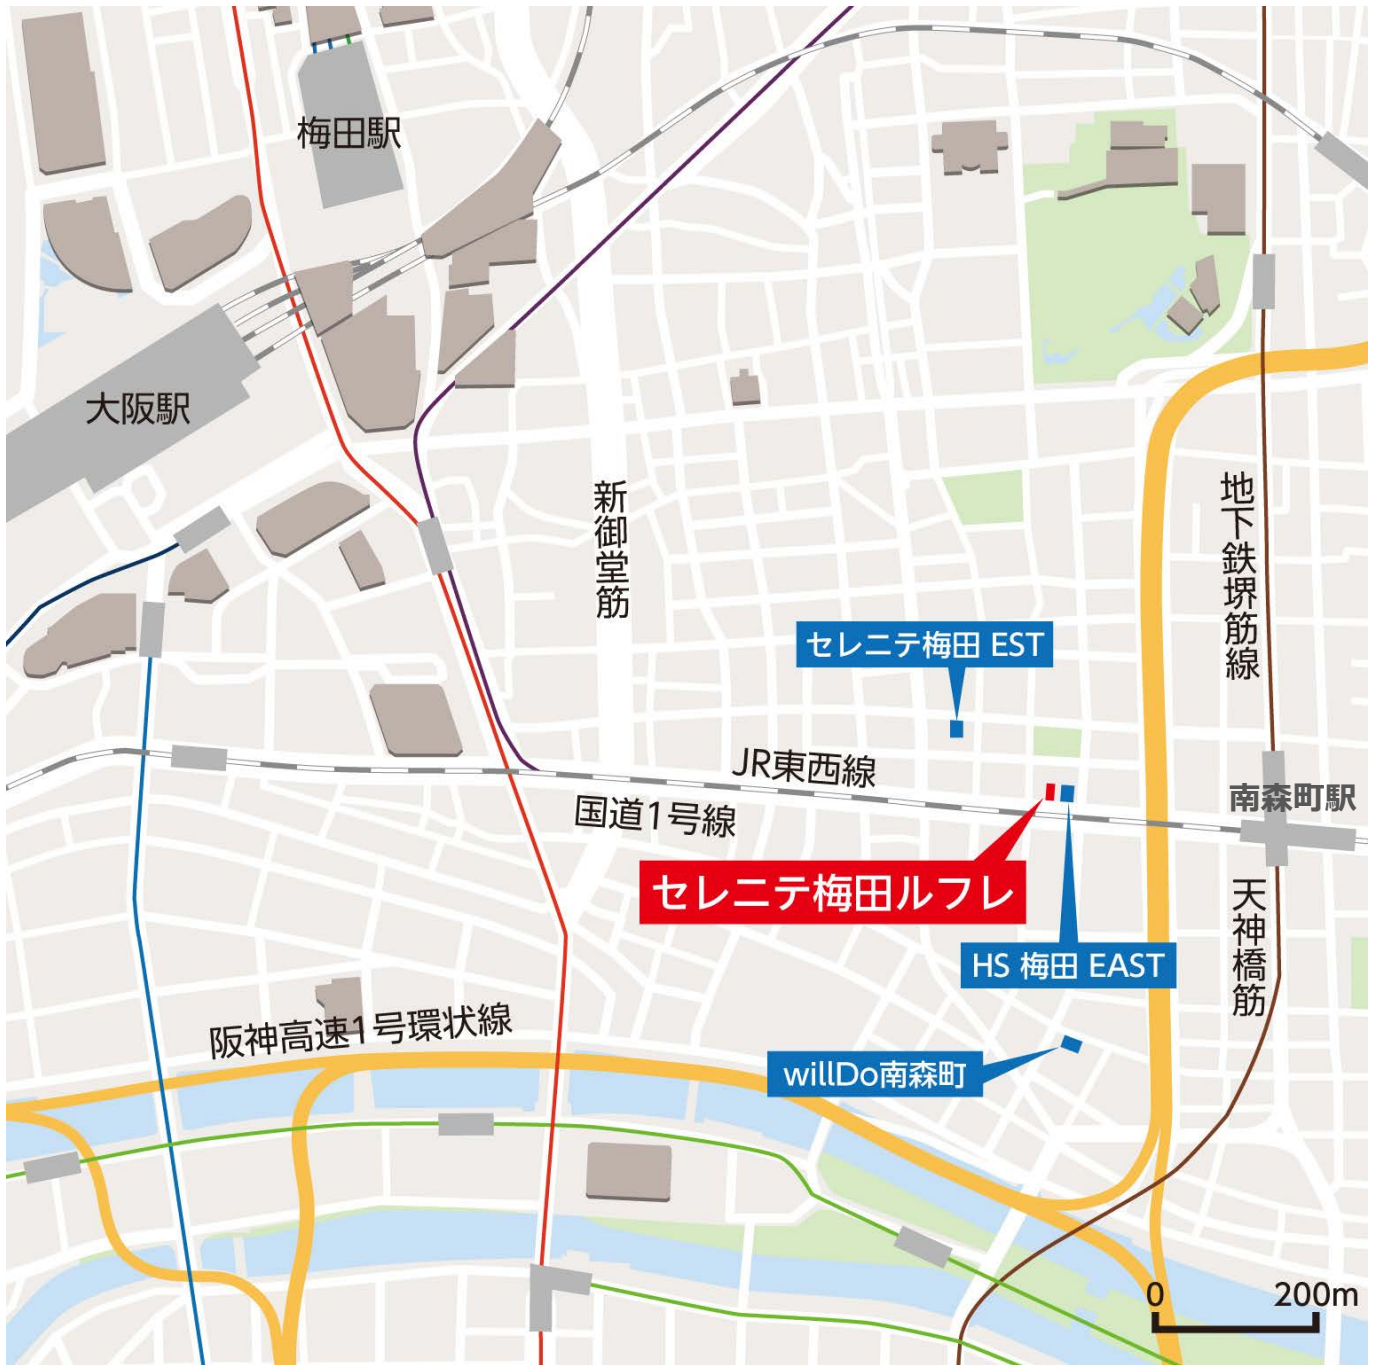 梅田駅
大阪駅
新御堂筋
地下鉄堺筋線
セレニテ梅田 EST
JR東西線
国道1号線
南森町駅
セレニテ梅田ルフレ
天神橋筋
HS 梅田 EAST
阪神高速1号環状線
willDo南森町
0 200m